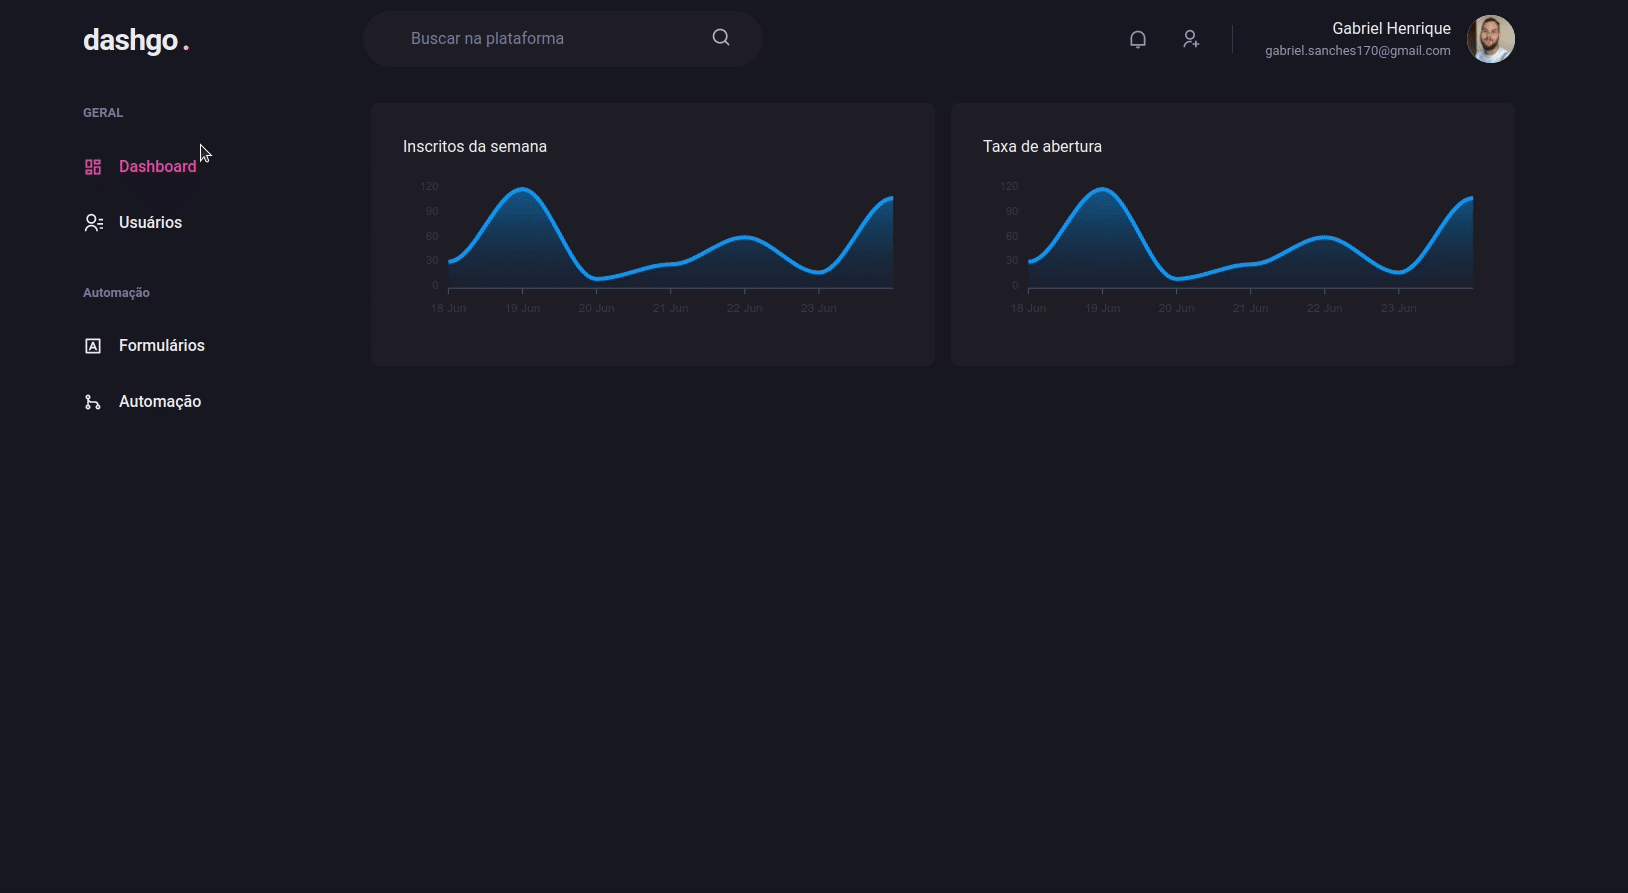 dashgo .
Buscar na plataforma
Gabriel Henrique
gabriel.sanches170@gmail.com
GERAL
Dashboard
Usuários
Automação
Formulários
Automação
Inscritos da semana
120
90
60
30
0
18 Jun 19 Jun 20 Jun 21 Jun 22 Jun 23 Jun
Taxa de abertura
120
90
60
30
0
18 Jun 19 Jun 20 Jun 21 Jun 22 Jun 23 Jun